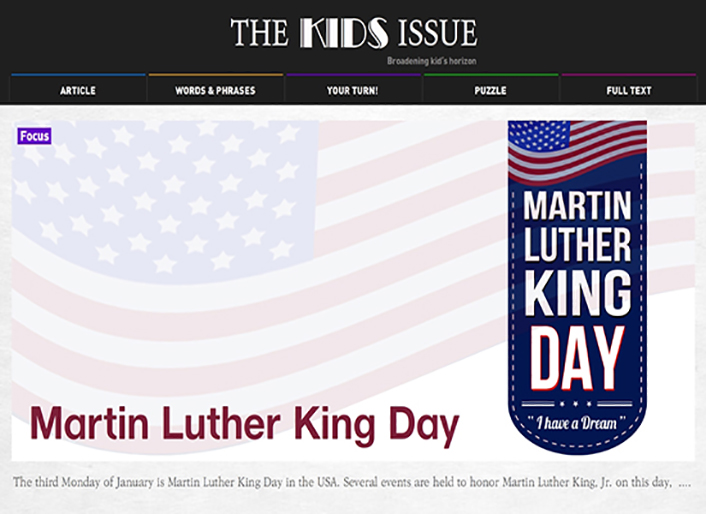 THE KIDS ISSUE
Broadening kid's horizon
ARTICLE
WORDS & PHRASES
YOUR TURN!
PUZZLE
FULL TEXT
Focus
MARTIN
LUTHER
KING
DAY
"I have a Dream"
Martin Luther King Day
The third Monday of January is Martin Luther King Day in the USA. Several events are held to honor Martin Luther King, Jr. on this day, ....